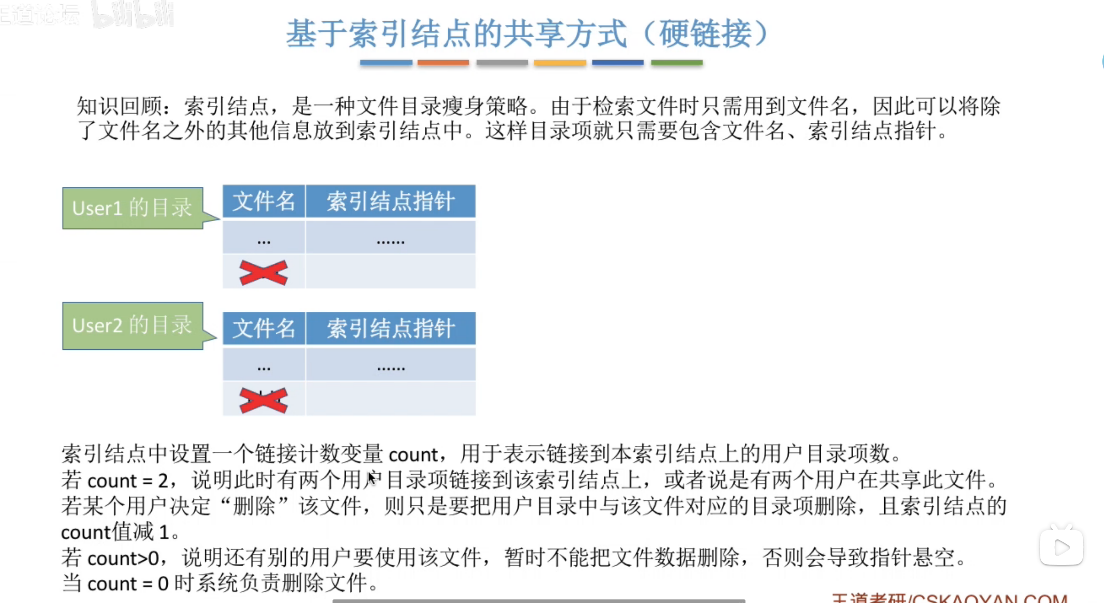 bilibili
基于索引结点的共享方式（硬链接）
知识回顾：索引结点，是一种文件目录瘦身策略。由于检索文件时只需用到文件名，因此可以将除
了文件名之外的其他信息放到索引结点中。这样目录项就只需要包含文件名、索引结点指针。
User1 的目录
文件名 索引结点指针
... ......
User2 的目录
文件名 索引结点指针
... ......
索引结点中设置一个链接计数变量 count，用于表示链接到本索引结点上的用户目录项数。
若 count = 2，说明此时有两个用户目录项链接到该索引结点上，或者说是有两个用户在共享此文件。
若某个用户决定“删除”该文件，则只是要把用户目录中与该文件对应的目录项删除，且索引结点的
count值减 1。
若 count>0，说明还有别的用户要使用该文件，暂时不能把文件数据删除，否则会导致指针悬空。
当 count = 0 时系统负责删除文件。
王道考研/CSKAOYAN.COM